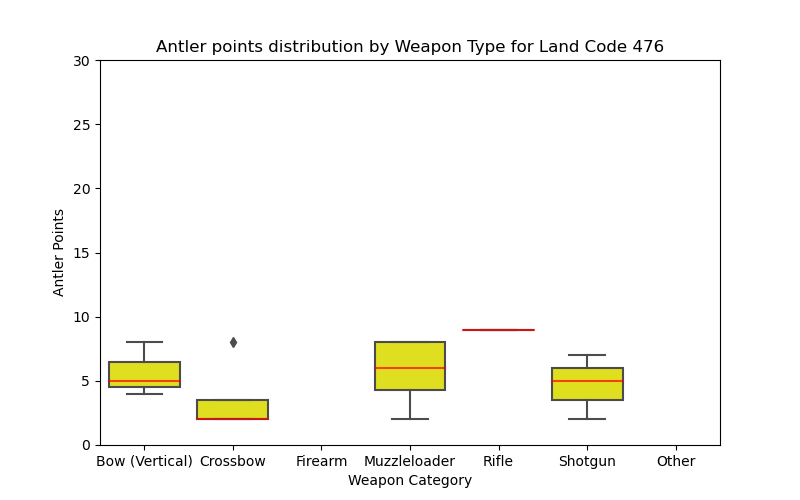 Antler points distribution by Weapon Type for Land Code 476
30
25
20
15
10
5
0
Antler Points
Bow (Vertical) Crossbow Firearm Muzzleloader Rifle Shotgun Other
Weapon Category